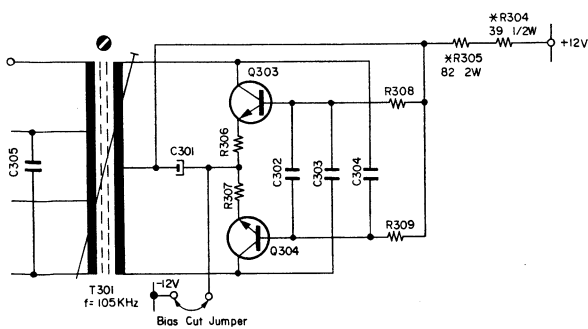 *R304
39 1/2W
+12V
*R305
82 2W
Q303
R308
R306
C301
C305
C302
C303
C304
R307
R309
Q304
T301
f=105KHz
-12V
Bias Cut Jumper